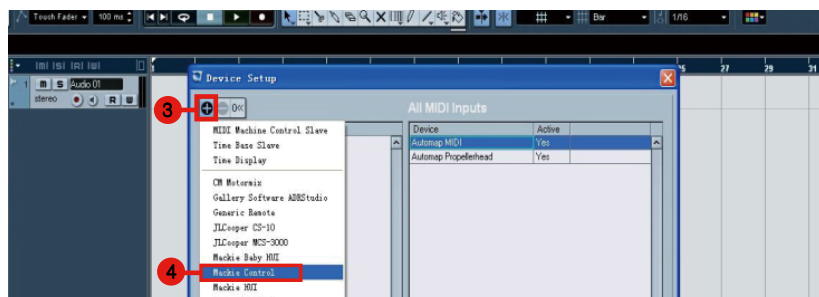 Touch Fader 100 ms Bar 1/16
27 29 31
1 M S Audio 01
stereo R W
Device Setup
3
All MIDI Inputs
Device Active
Automap MIDI Yes
Automap Propellerhead Yes
MIDI Machine Control Slave
Time Base Slave
Time Display
CM Motormix
Gallery Software ADRStudio
Generic Remote
JLCooper CS-10
JLCooper MCS-3000
Mackie Baby HUI
4 Mackie Control
Mackie HUI